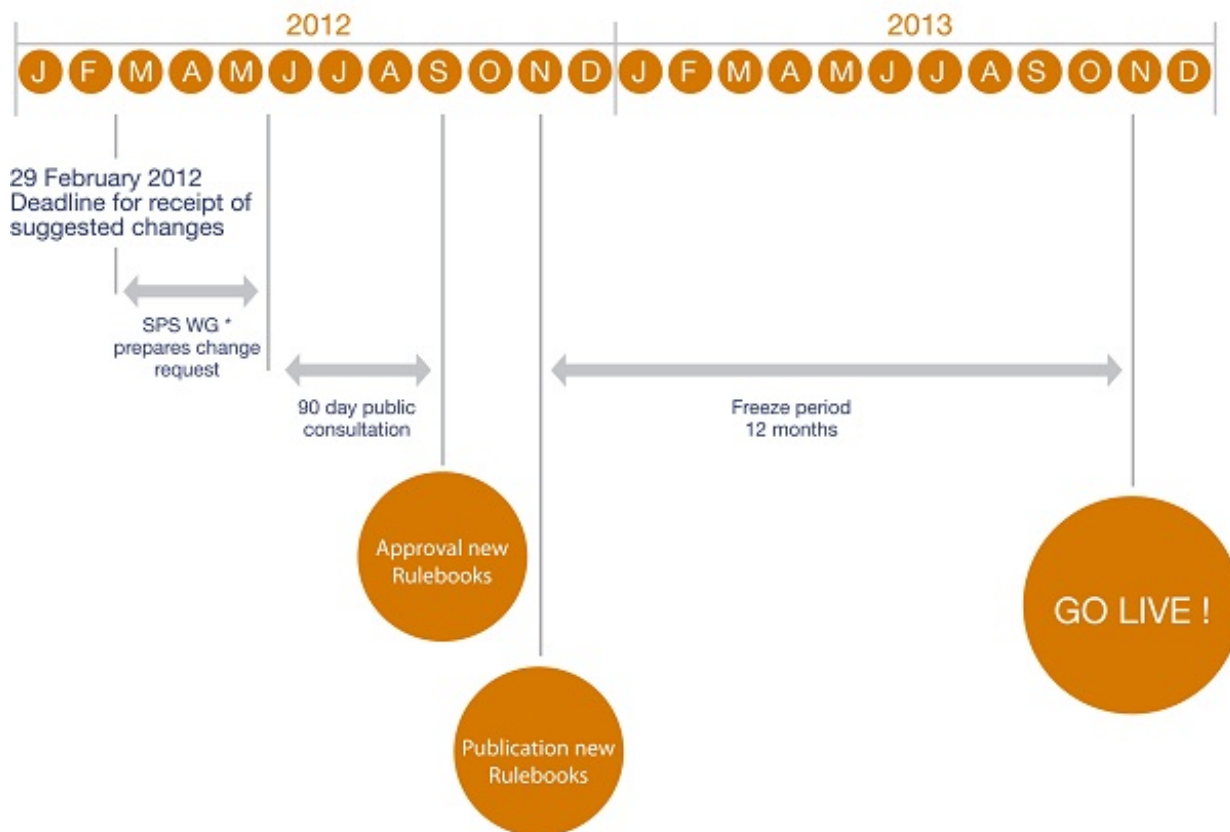 2012
2013
J F M A M J J A S O N D J F M A M J J A S O N D
29 February 2012
Deadline for receipt of
suggested changes
SPS WG *
prepares change
request
90 day public
consultation
Freeze period
12 months
Approval new
Rulebooks
GO LIVE !
Publication new
Rulebooks